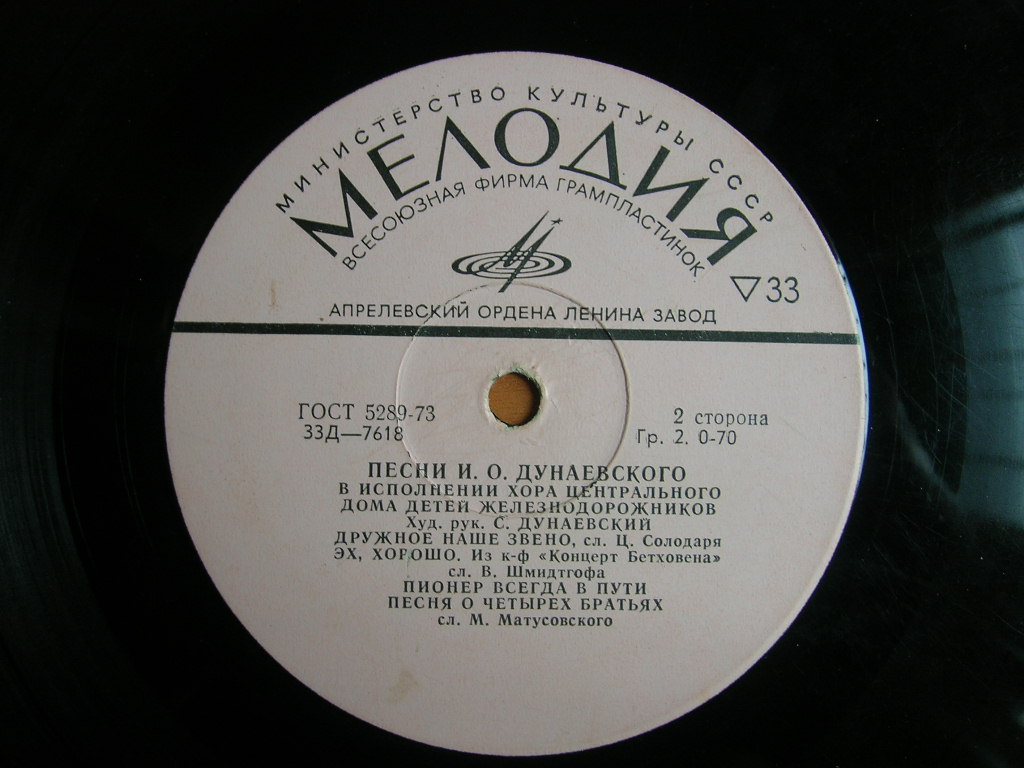 МИНИСТЕРСТВО КУЛЬТУРЫ СССР
МЕЛОДИЯ
ВСЕСОЮЗНАЯ ФИРМА ГРАМПЛАСТИНОК
▽33
АПРЕЛЕВСКИЙ ОРДЕНА ЛЕНИНА ЗАВОД
ГОСТ 5289-73
33Д—7618
2 сторона
Гр. 2. 0-70
ПЕСНИ И. О. ДУНАЕВСКОГО
В ИСПОЛНЕНИИ ХОРА ЦЕНТРАЛЬНОГО
ДОМА ДЕТЕЙ ЖЕЛЕЗНОДОРОЖНИКОВ
Худ. рук. С. ДУНАЕВСКИЙ
ДРУЖНОЕ НАШЕ ЗВЕНО, сл. Ц. Солодаря
ЭХ, ХОРОШО. Из к-ф «Концерт Бетховена»
сл. В. Шмидтгофа
ПИОНЕР ВСЕГДА В ПУТИ
ПЕСНЯ О ЧЕТЫРЕХ БРАТЬЯХ
сл. М. Матусовского